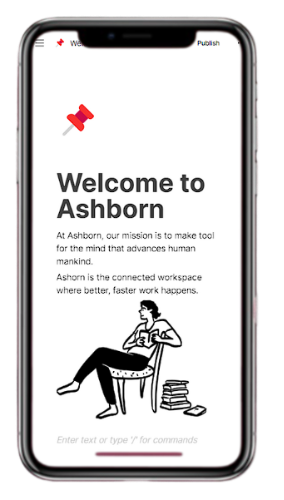 Publish
Welcome to
Ashborn
At Ashborn, our mission is to make tool
for the mind that advances human
mankind.
Ashorn is the connected workspace
where better, faster work happens.
Enter text or type '/' for commands